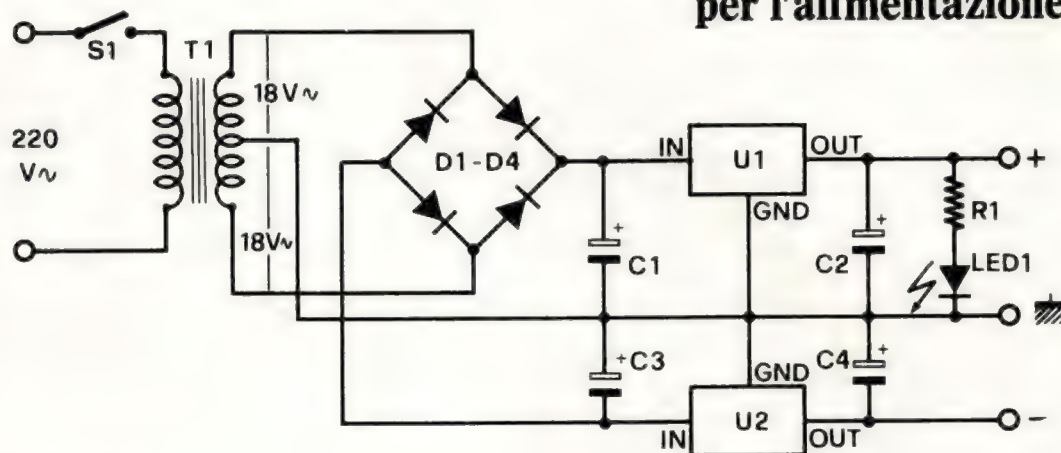 per l'alimentazione
S1
T1
220
V~
18V~
18V~
D1-D4
IN
U1
OUT
GND
+
C1
+
C2
R1
LED1
+
C3
+
C4
GND
IN
U2
OUT
+
-